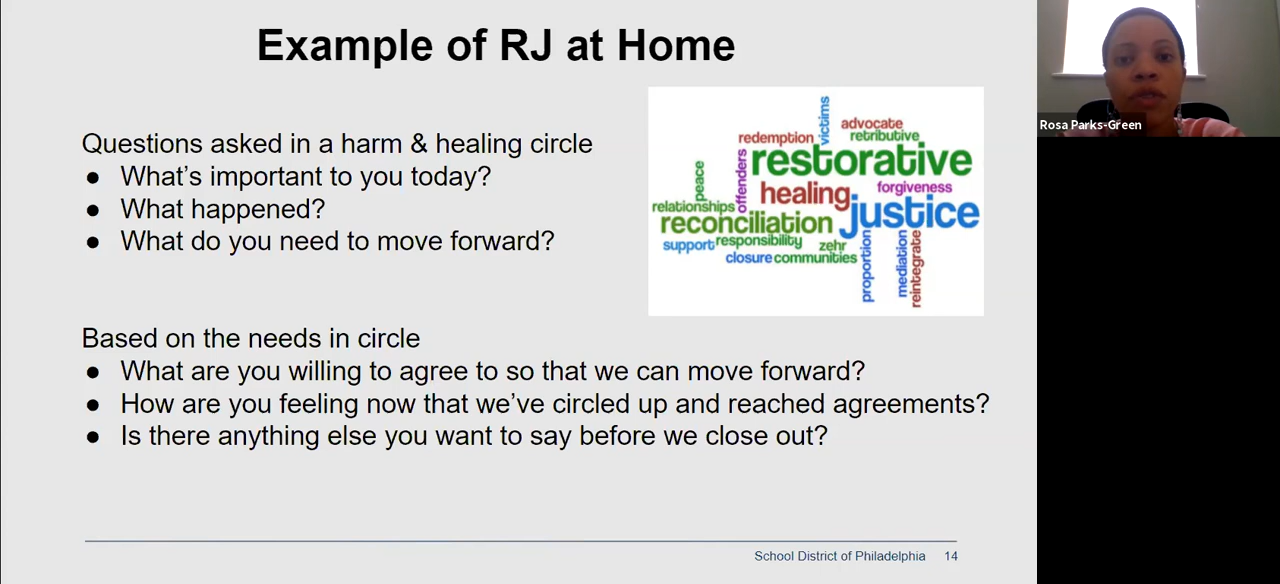 Example of RJ at Home
Rosa Parks-Green
Questions asked in a harm & healing circle
● What's important to you today?
● What happened?
● What do you need to move forward?
victims
advocate
redemption
retributive
restorative
peace
offenders
healing
forgiveness
relationships
justice
reconciliation
support
responsibility
zehr
closure
communities
proportion
mediation
reintegrate
Based on the needs in circle
● What are you willing to agree to so that we can move forward?
● How are you feeling now that we've circled up and reached agreements?
● Is there anything else you want to say before we close out?
School District of Philadelphia 14